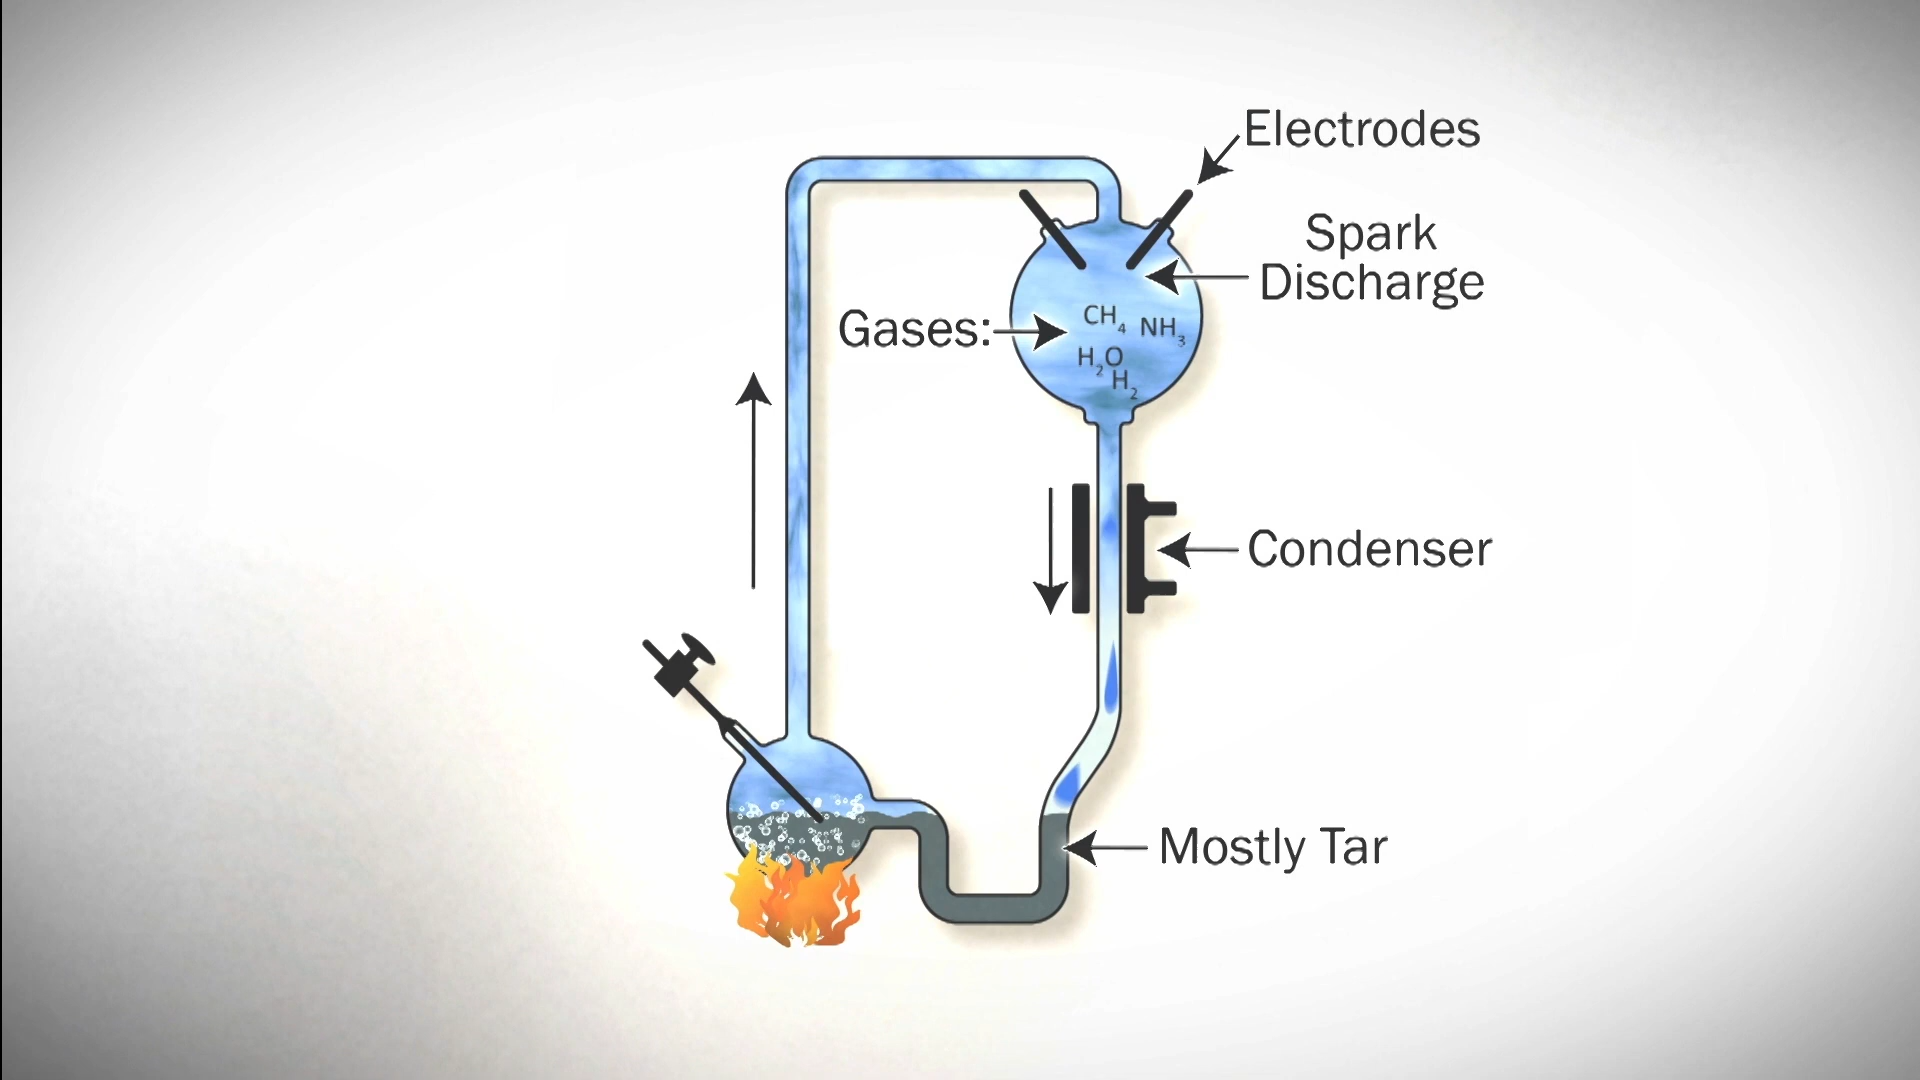 Electrodes
Spark
Discharge
Gases:
CH₄ NH₃
H₂O
H₂
Condenser
Mostly Tar